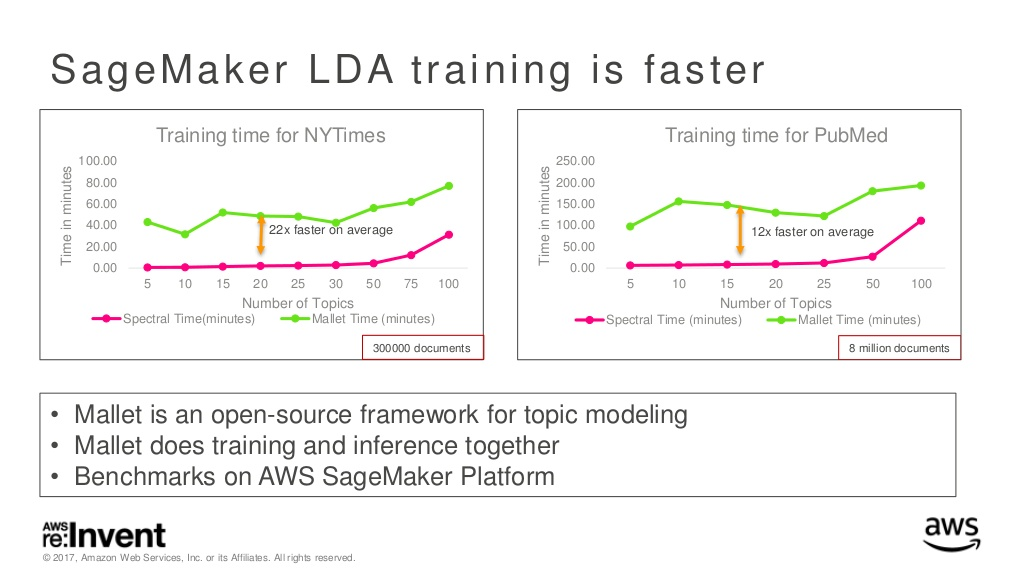 SageMaker LDA training is faster
Training time for NYTimes
Time in minutes
100.00
80.00
60.00
40.00
20.00
0.00
22x faster on average
5 10 15 20 25 30 50 75 100
Number of Topics
Spectral Time(minutes) Mallet Time (minutes)
300000 documents
Training time for PubMed
Time in minutes
250.00
200.00
150.00
100.00
50.00
0.00
12x faster on average
5 10 15 20 25 50 100
Number of Topics
Spectral Time (minutes) Mallet Time (minutes)
8 million documents
• Mallet is an open-source framework for topic modeling
• Mallet does training and inference together
• Benchmarks on AWS SageMaker Platform
AWS
re:Invent
© 2017, Amazon Web Services, Inc. or its Affiliates. All rights reserved.
aws